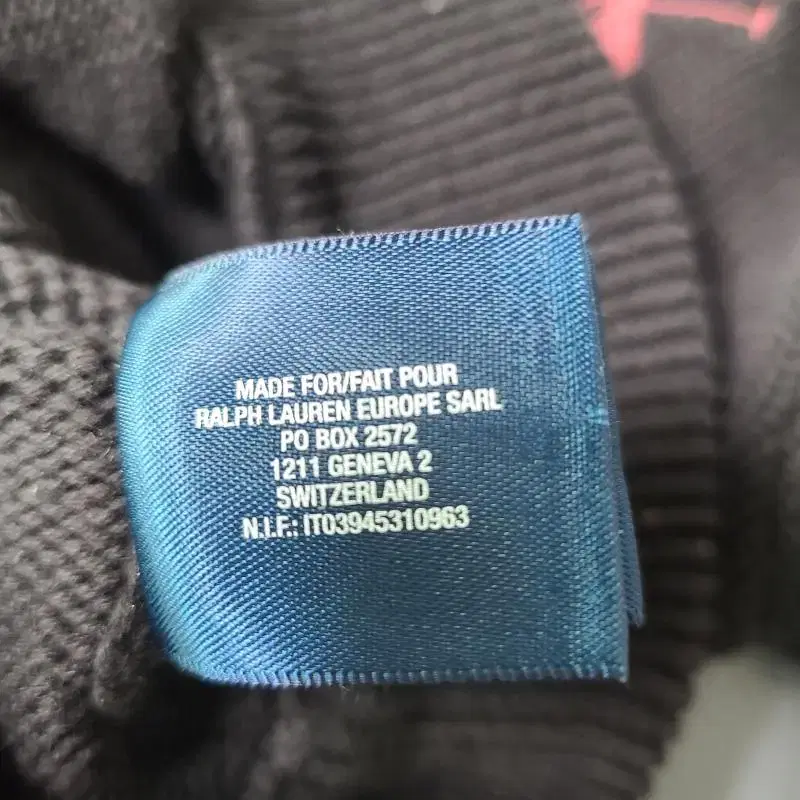 MADE FOR/FAIT POUR
RALPH LAUREN EUROPE SARL
PO BOX 2572
1211 GENEVA 2
SWITZERLAND
N.I.F.: IT03945310963